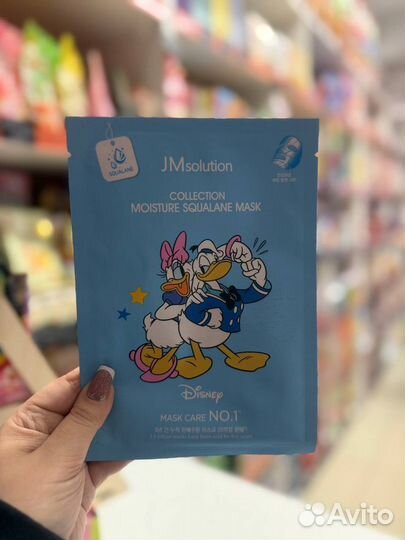 SQUALANE
JMsolution
COLLECTION
MOISTURE SQUALANE MASK
Disney
MASK CARE NO.1
Avito